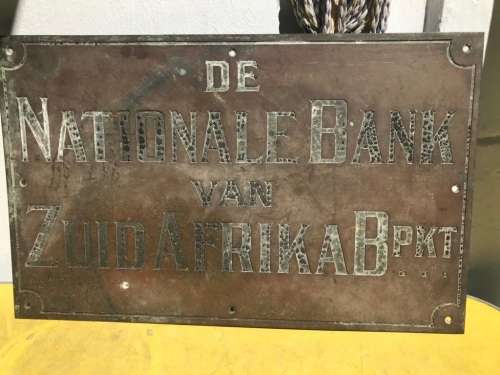 DE
NATIONALE BANK
VAN
ZUID AFRIKA BPKT